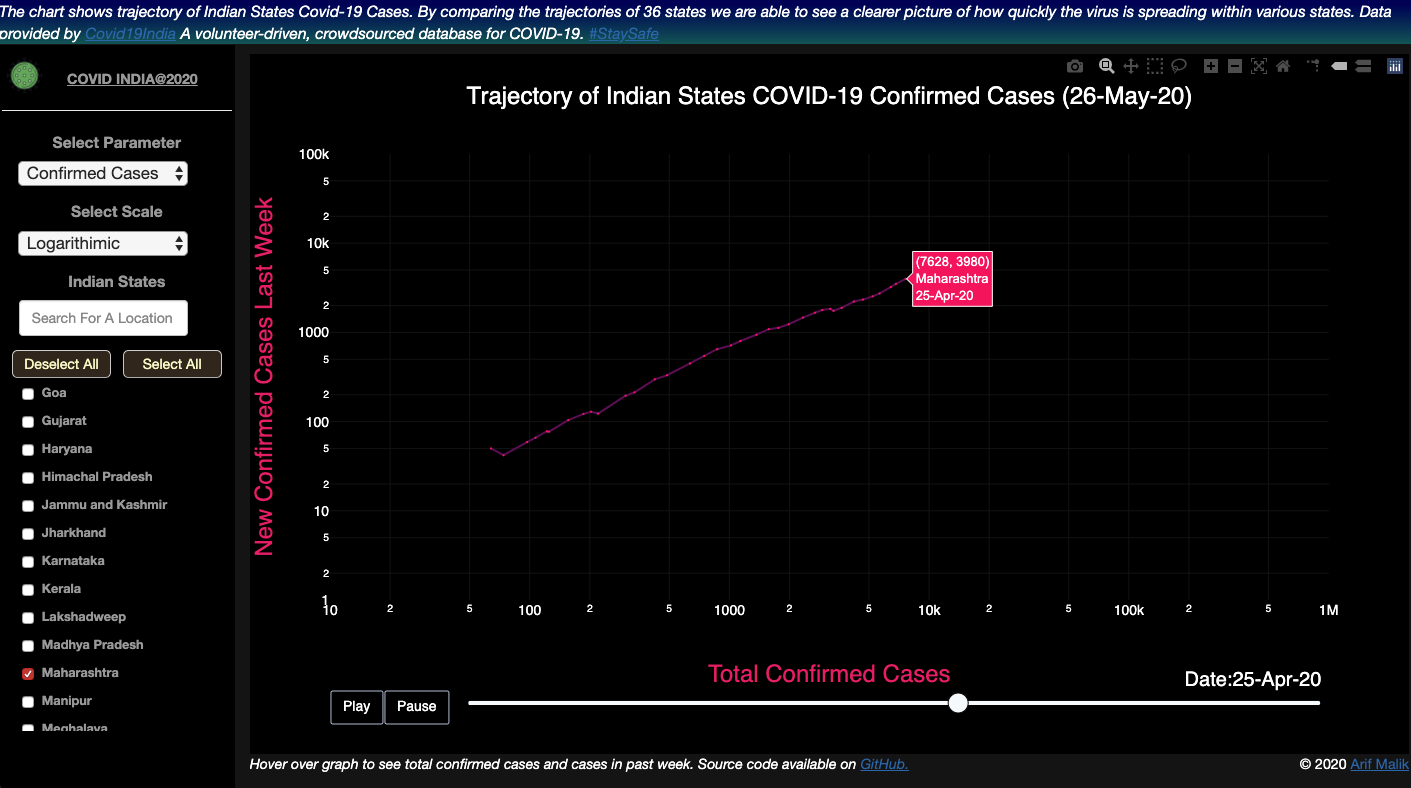 The chart shows trajectory of Indian States Covid-19 Cases. By comparing the trajectories of 36 states we are able to see a clearer picture of how quickly the virus is spreading within various states. Data
provided by Covid19India A volunteer-driven, crowdsourced database for COVID-19. #StaySafe
COVID INDIA@2020
Select Parameter
Confirmed Cases
Select Scale
Logarithimic
Indian States
Search For A Location
Deselect All Select All
Goa
Gujarat
Haryana
Himachal Pradesh
Jammu and Kashmir
Jharkhand
Karnataka
Kerala
Lakshadweep
Madhya Pradesh
Maharashtra
Manipur
Meghalaya
Trajectory of Indian States COVID-19 Confirmed Cases (26-May-20)
New Confirmed Cases Last Week
100k
5
2
10k
5
2
1000
5
2
100
5
2
10
5
2
1
(7628, 3980)
Maharashtra
25-Apr-20
10 2 5 100 2 5 1000 2 5 10k 2 5 100k 2 5 1M
Total Confirmed Cases
Date:25-Apr-20
Play Pause
Hover over graph to see total confirmed cases and cases in past week. Source code available on GitHub.
© 2020 Arif Malik